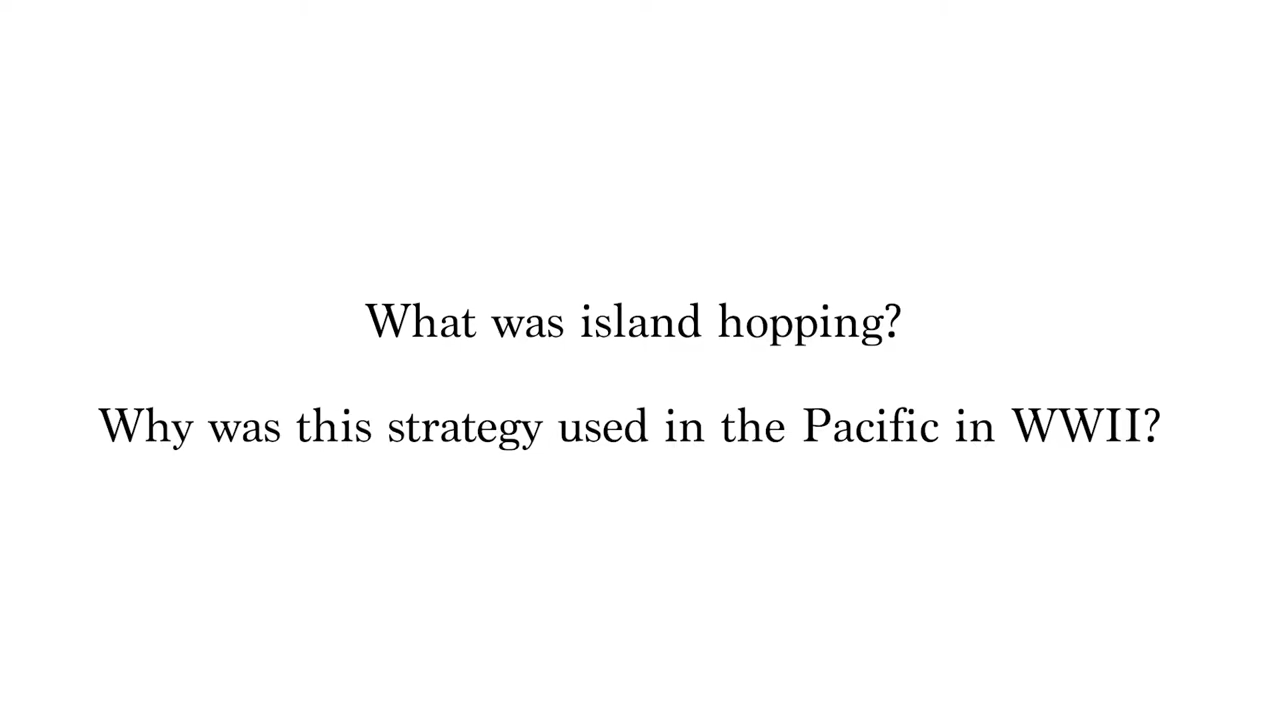 What was island hopping?
Why was this strategy used in the Pacific in WWII?